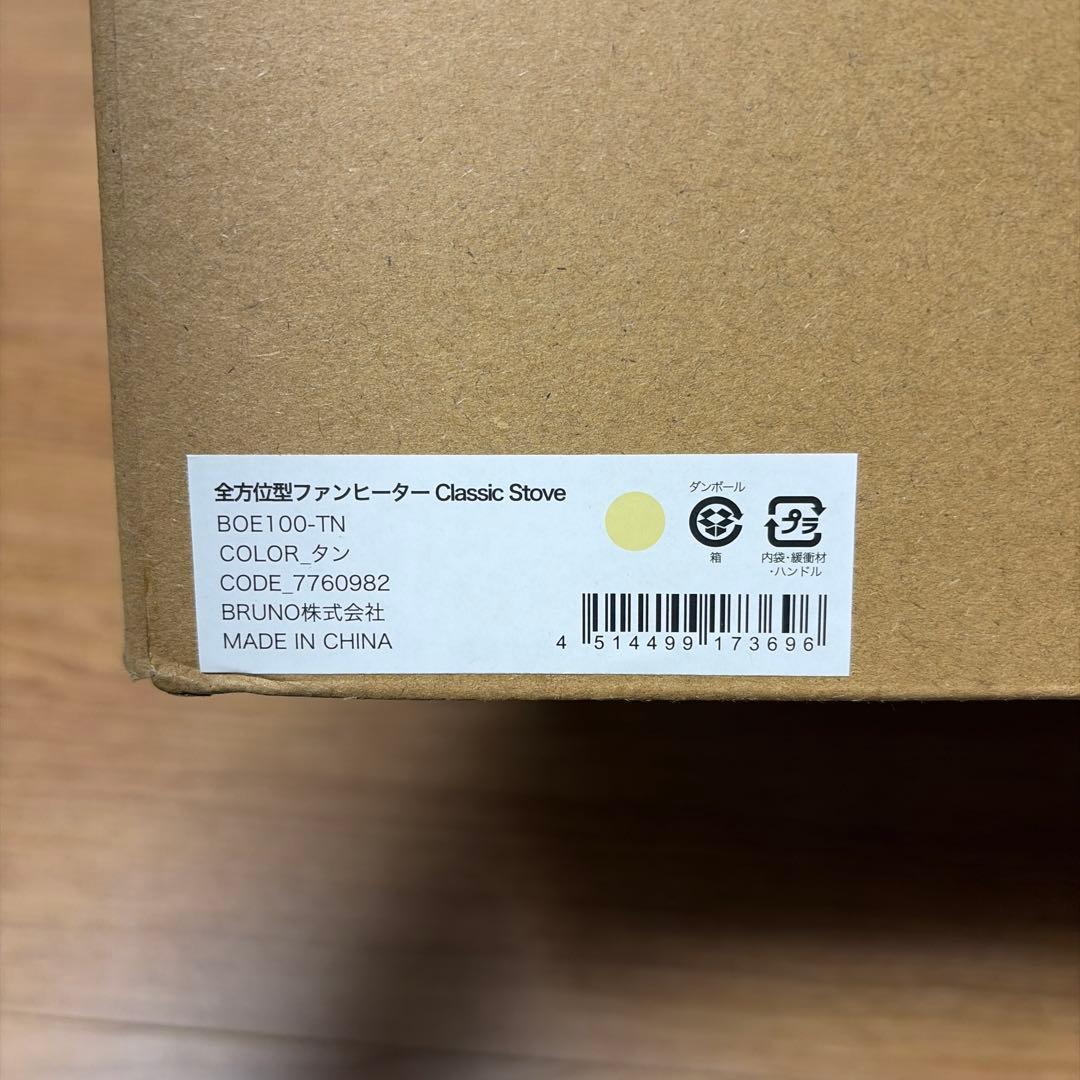 全方位型ファンヒーター Classic Stove
BOE100-TN
COLOR_タン
CODE_7760982
BRUNO株式会社
MADE IN CHINA
ダンボール
箱
プラ
内袋・緩衝材
・ハンドル
4 514499 173696